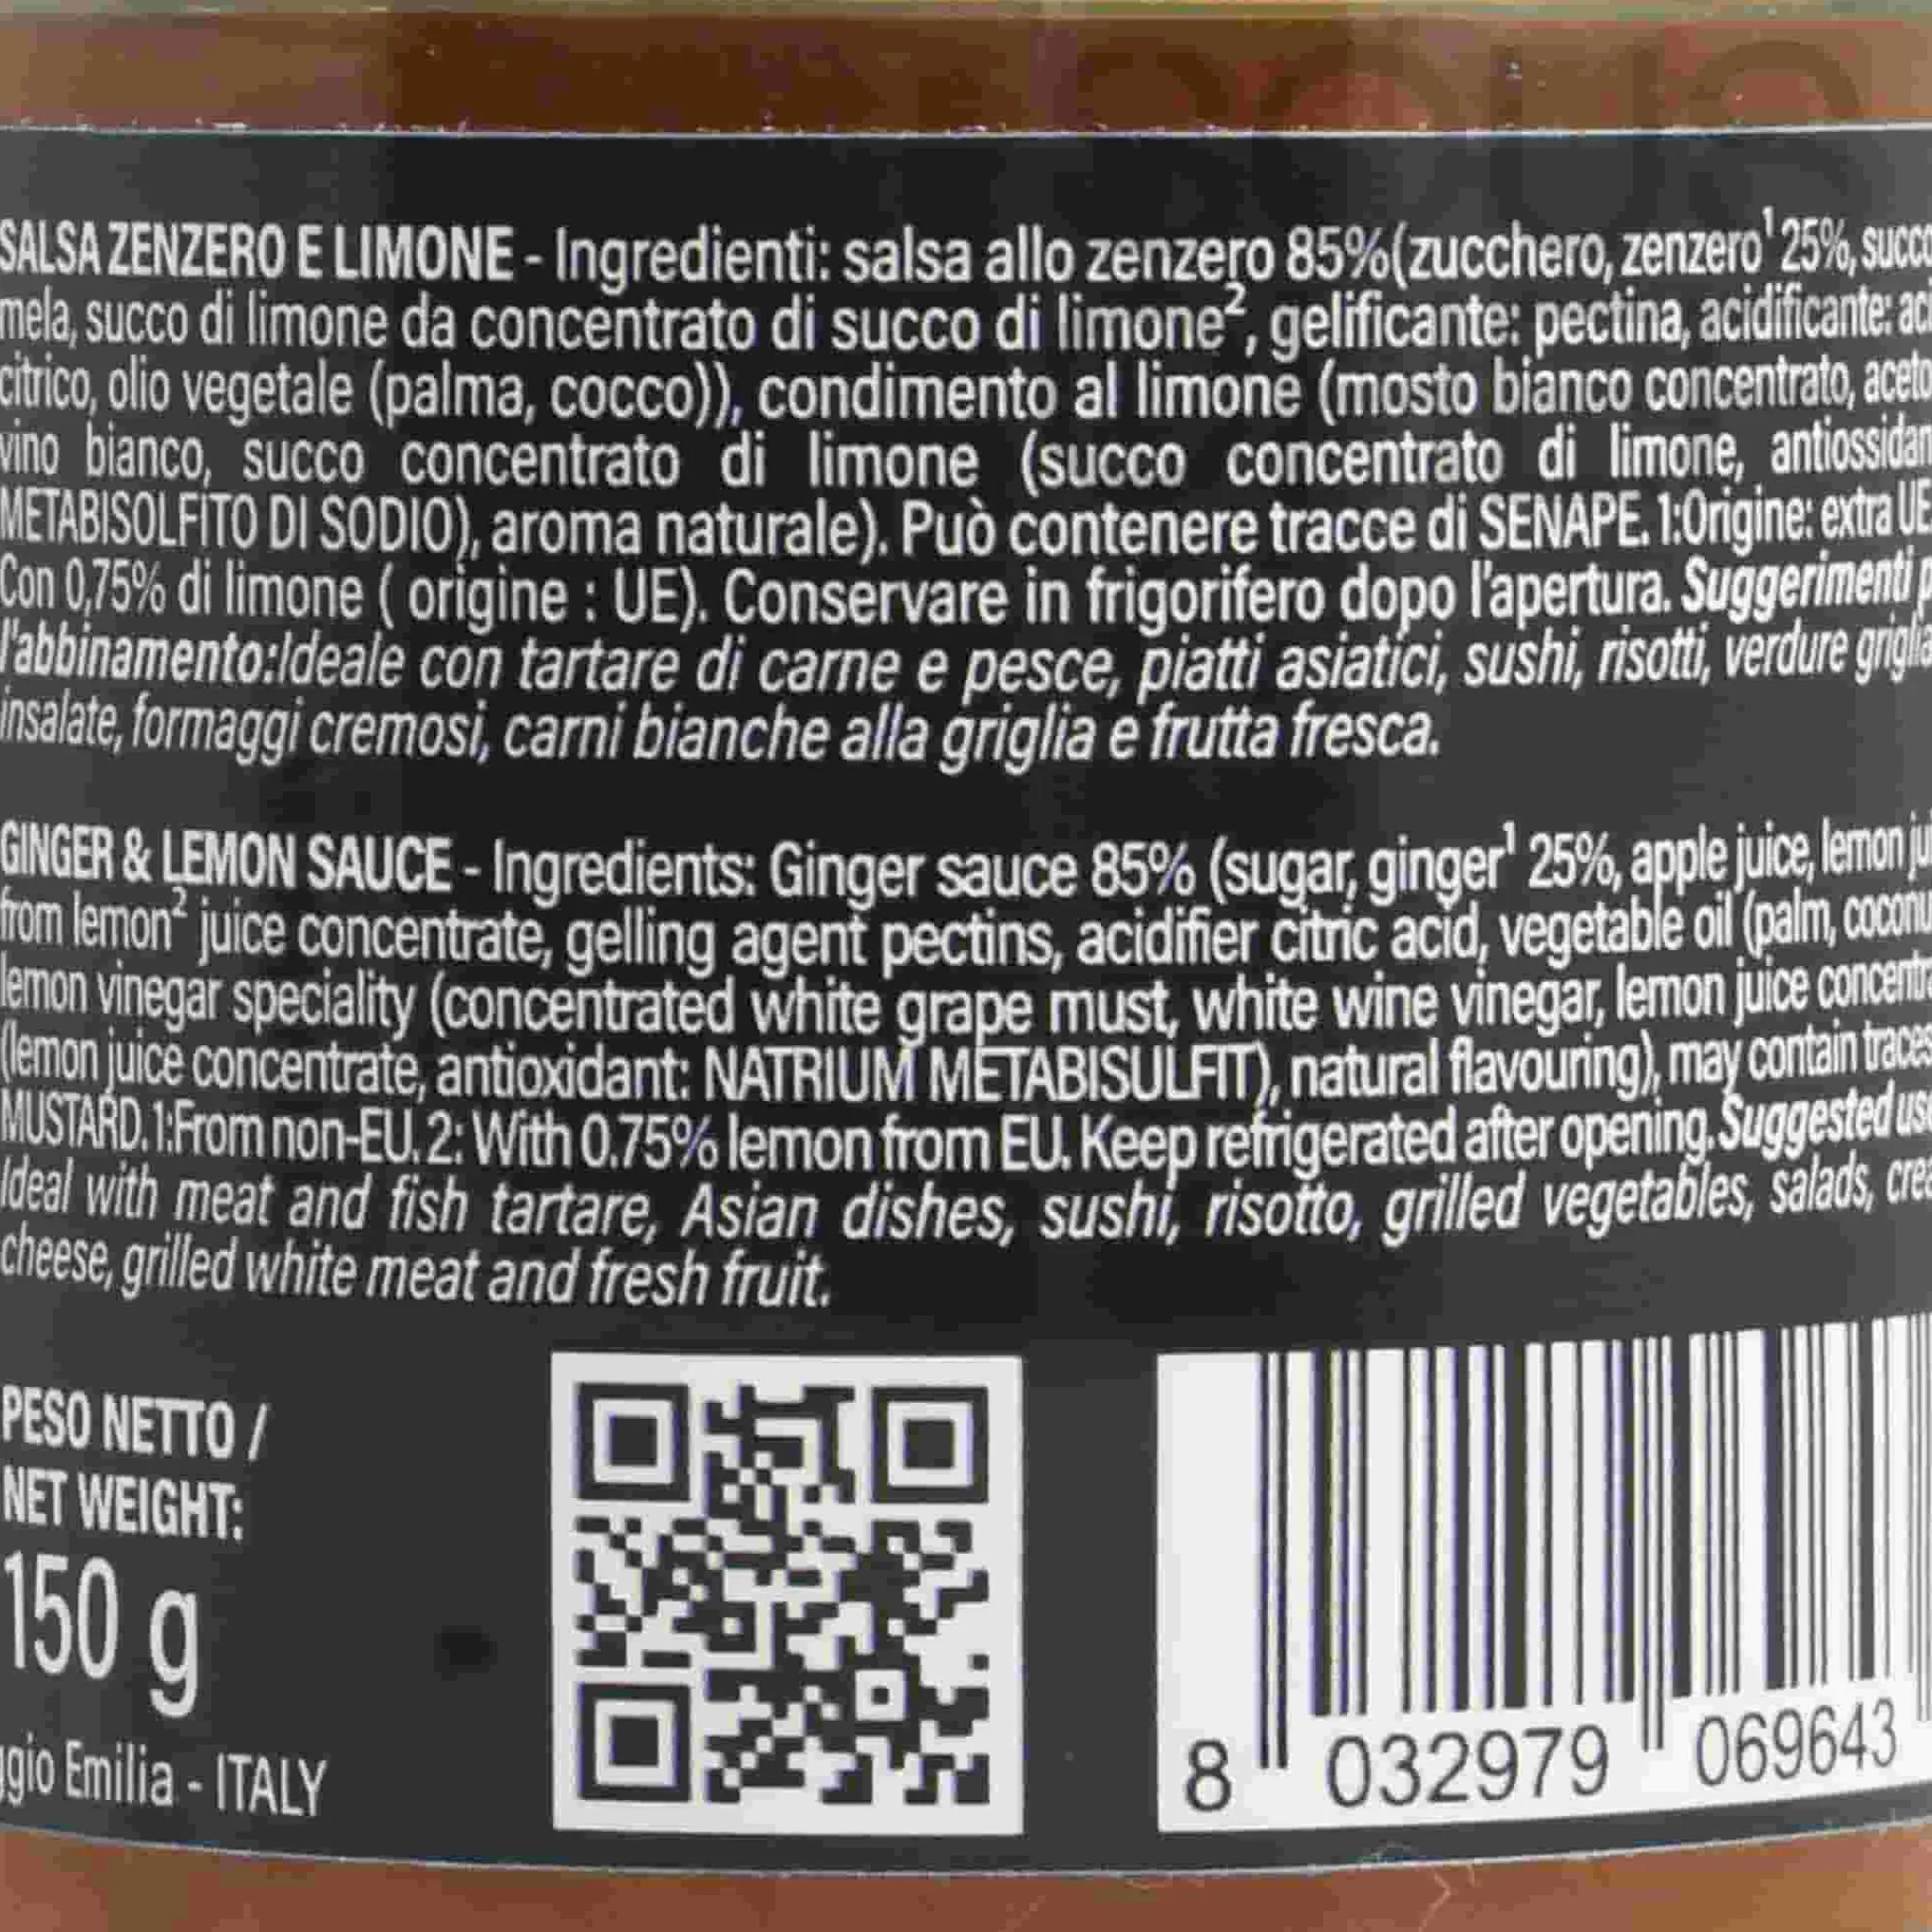 SALSA ZENZERO E LIMONE - Ingredienti: salsa allo zenzero 85%(zucchero, zenzero¹ 25%, succo
mela, succo di limone da concentrato di succo di limone², gelificante: pectina, acidificante:
citrico, olio vegetale (palma, cocco)), condimento al limone (mosto bianco concentrato, aceto
vino bianco, succo concentrato di limone (succo concentrato di limone,
METABISOLFITO DI SODIO), aroma naturale). Può contenere tracce di SENAPE. 1:Origine: extra UE
Con 0,75% di limone ( origine : UE). Conservare in frigorifero dopo l'apertura. Suggerimenti
l'abbinamento:Ideale con tartare di carne e pesce, piatti asiatici, sushi, risotti, verdure
insalate, formaggi cremosi, carni bianche alla griglia e frutta fresca.
GINGER & LEMON SAUCE - Ingredients: Ginger sauce 85% (sugar, ginger¹ 25%, apple juice, lemon
from lemon² juice concentrate, gelling agent pectins, acidifier citric acid, vegetable oil (palm,
lemon vinegar speciality (concentrated white grape must, white wine vinegar, lemon juice
(lemon juice concentrate, antioxidant: NATRIUM METABISULFIT), natural flavouring), may contain traces
MUSTARD. 1:From non-EU. 2: With 0.75% lemon from EU. Keep refrigerated after opening. Suggested
Ideal with meat and fish tartare, Asian dishes, sushi, risotto, grilled vegetables, salads,
cheese, grilled white meat and fresh fruit.
PESO NETTO /
NET WEIGHT:
150 g
Emilia - ITALY
8 032979 069643